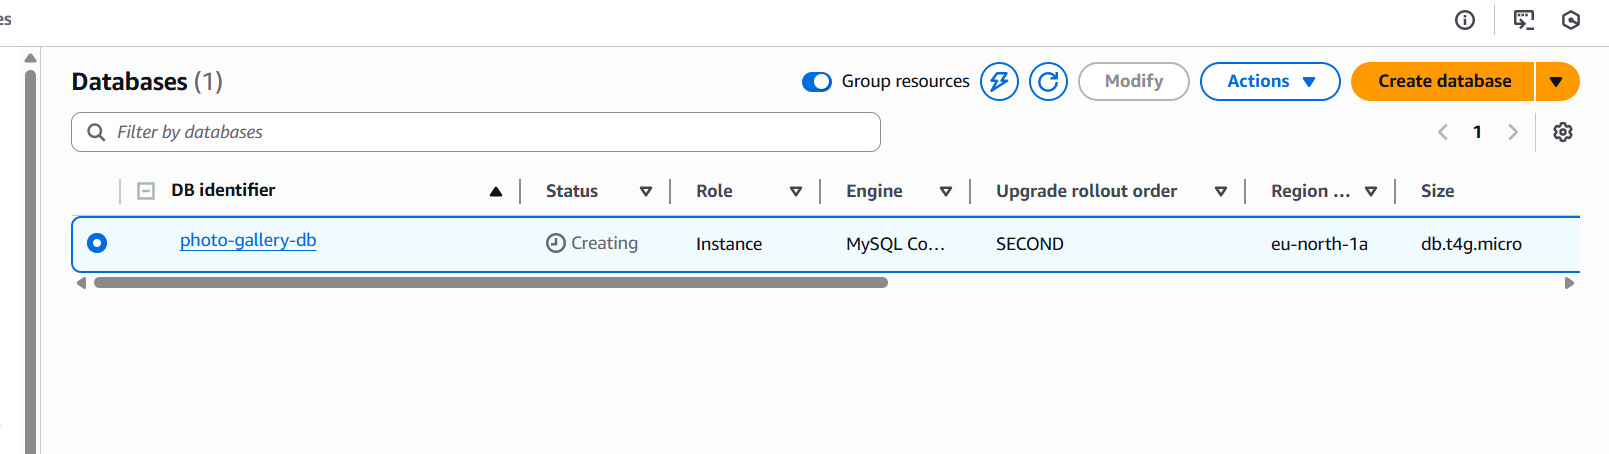 es
Databases (1)
Group resources
Modify
Actions
Create database
Filter by databases
1
DB identifier Status Role Engine Upgrade rollout order Region ... Size
photo-gallery-db Creating Instance MySQL Co... SECOND eu-north-1a db.t4g.micro